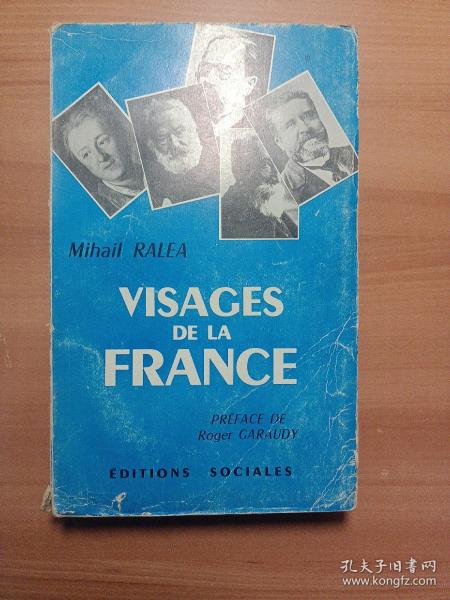 Mihail RALEA
VISAGES
DE LA
FRANCE
PRÉFACE DE
Roger GARAUDY
ÉDITIONS SOCIALES
孔夫子旧书网
www.kongfz.com